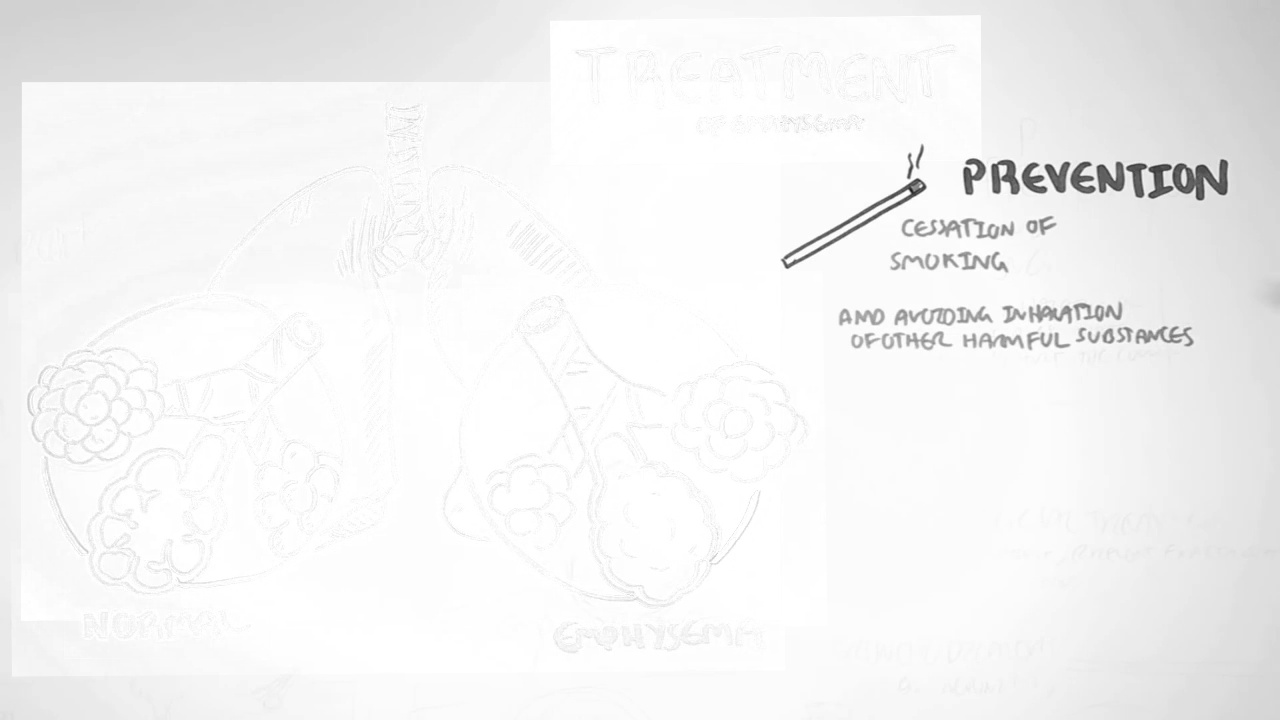 TREATMENT
OF EMPHYSEMA
PREVENTION
CESSATION OF
SMOKING
AND AVOIDING INHALATION
OF OTHER HARMFUL SUBSTANCES
NORMAL
EMPHYSEMA